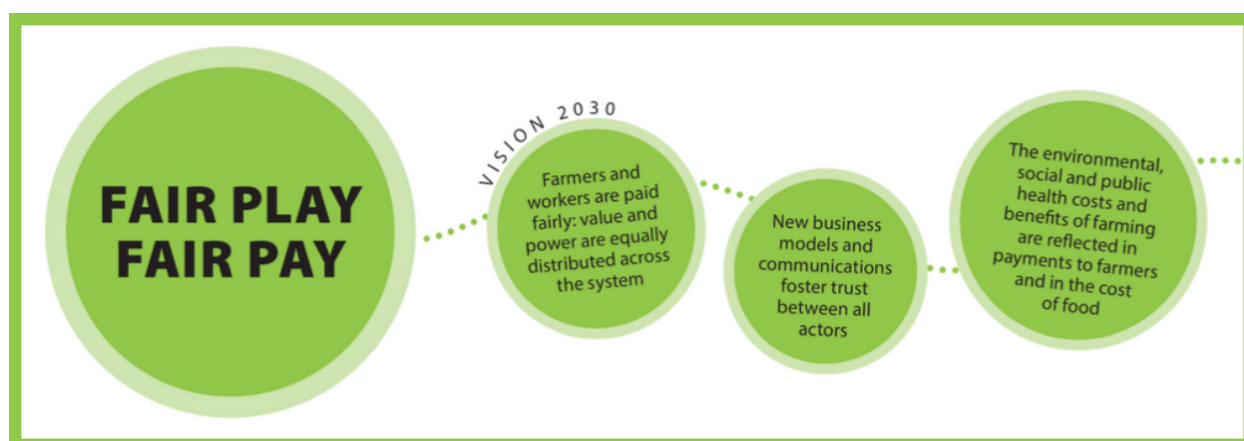 FAIR PLAY
FAIR PAY
VISION 2030
Farmers and
workers are paid
fairly: value and
power are equally
distributed across
the system
New business
models and
communications
foster trust
between all
actors
The environmental,
social and public
health costs and
benefits of farming
are reflected in
payments to farmers
and in the cost
of food